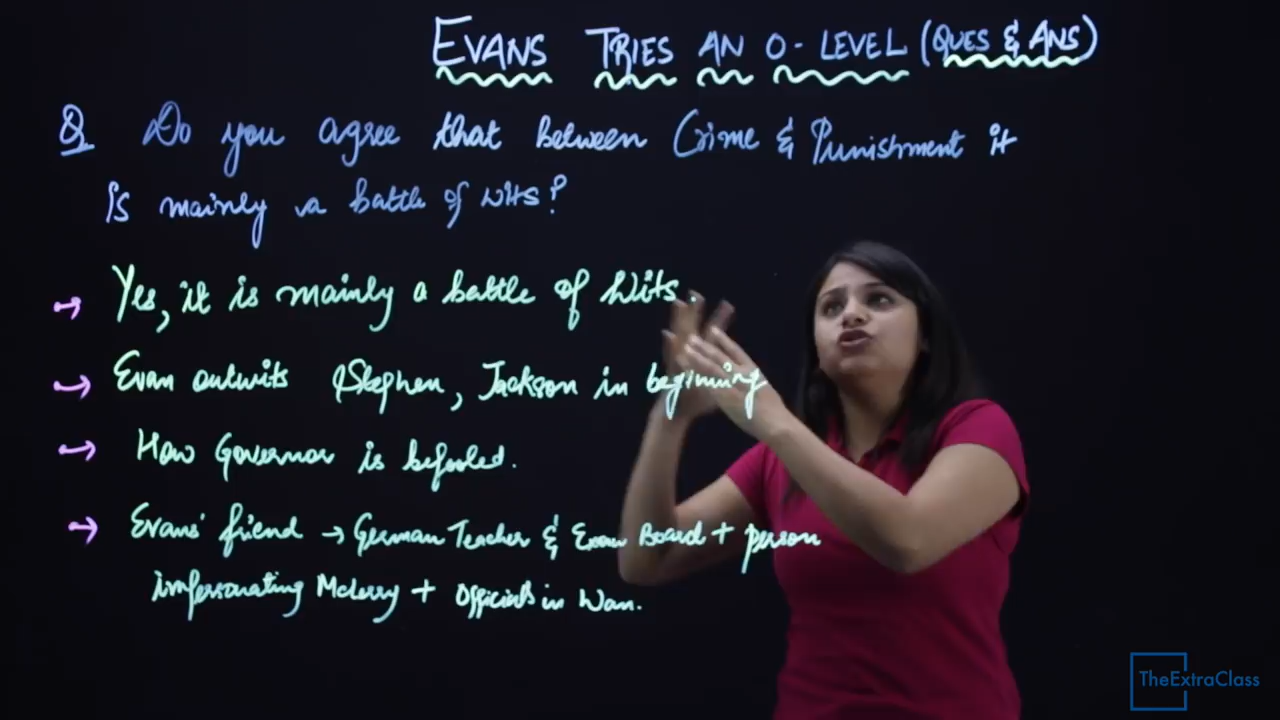 EVANS TRIES AN O-LEVEL (QUES & ANS)
Q Do you agree that between Crime & Punishment it
Is mainly a battle of wits?
→ Yes, it is mainly a battle of Wits.
→ Evan outwits Stephen, Jackson in beginning
→ How Governor is befooled.
→ Evans' friend → German Teacher & Exam Board + person
impersonating McLerry + Officials in Wan.
TheExtraClass